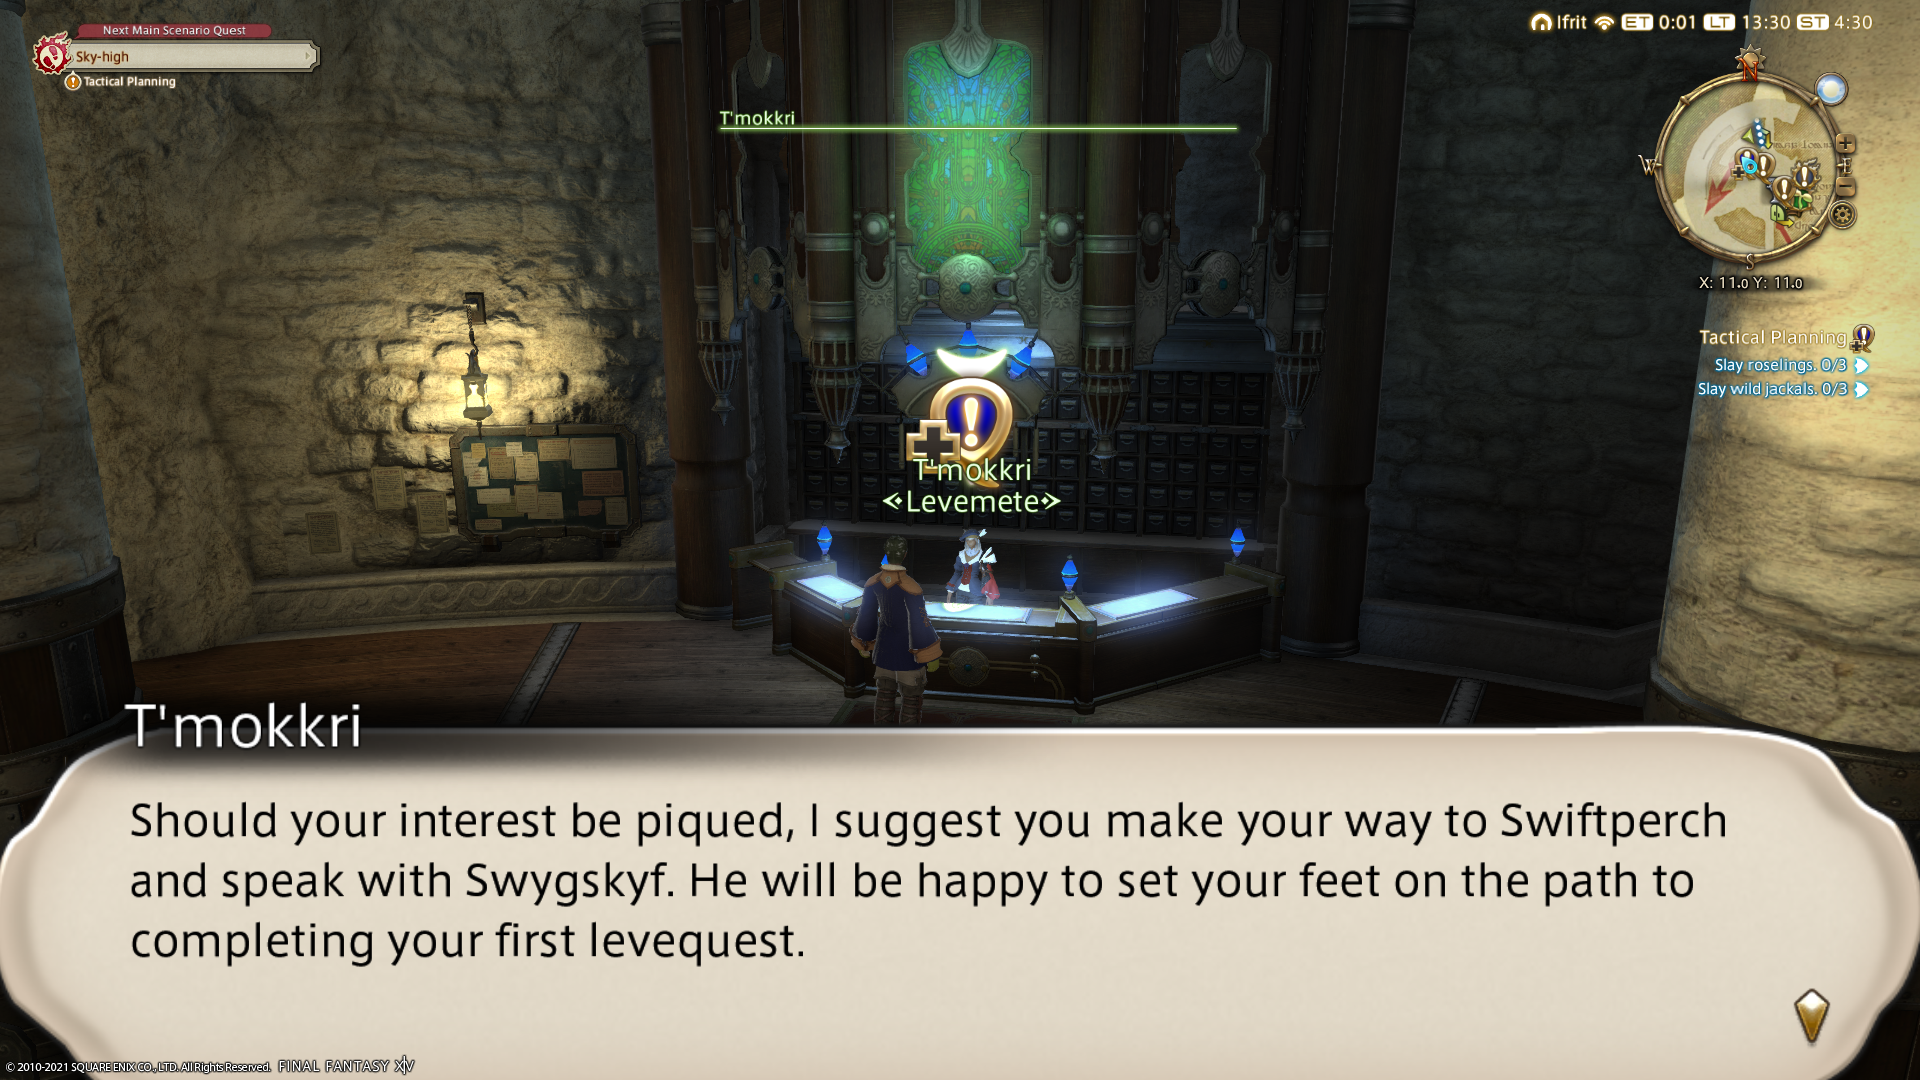 Next Main Scenario Quest
Sky-high
Tactical Planning
Ifrit ET 0:01 LT 13:30 ST 4:30
N
W
E
S
X: 11.0 Y: 11.0
Tactical Planning
Slay roselings. 0/3
Slay wild jackals. 0/3
T'mokkri
T'mokkri
Levemete
T'mokkri
Should your interest be piqued, I suggest you make your way to Swiftperch
and speak with Swygskyf. He will be happy to set your feet on the path to
completing your first levequest.
© 2010-2021 SQUARE ENIX CO., LTD. All Rights Reserved. FINAL FANTASY XIV